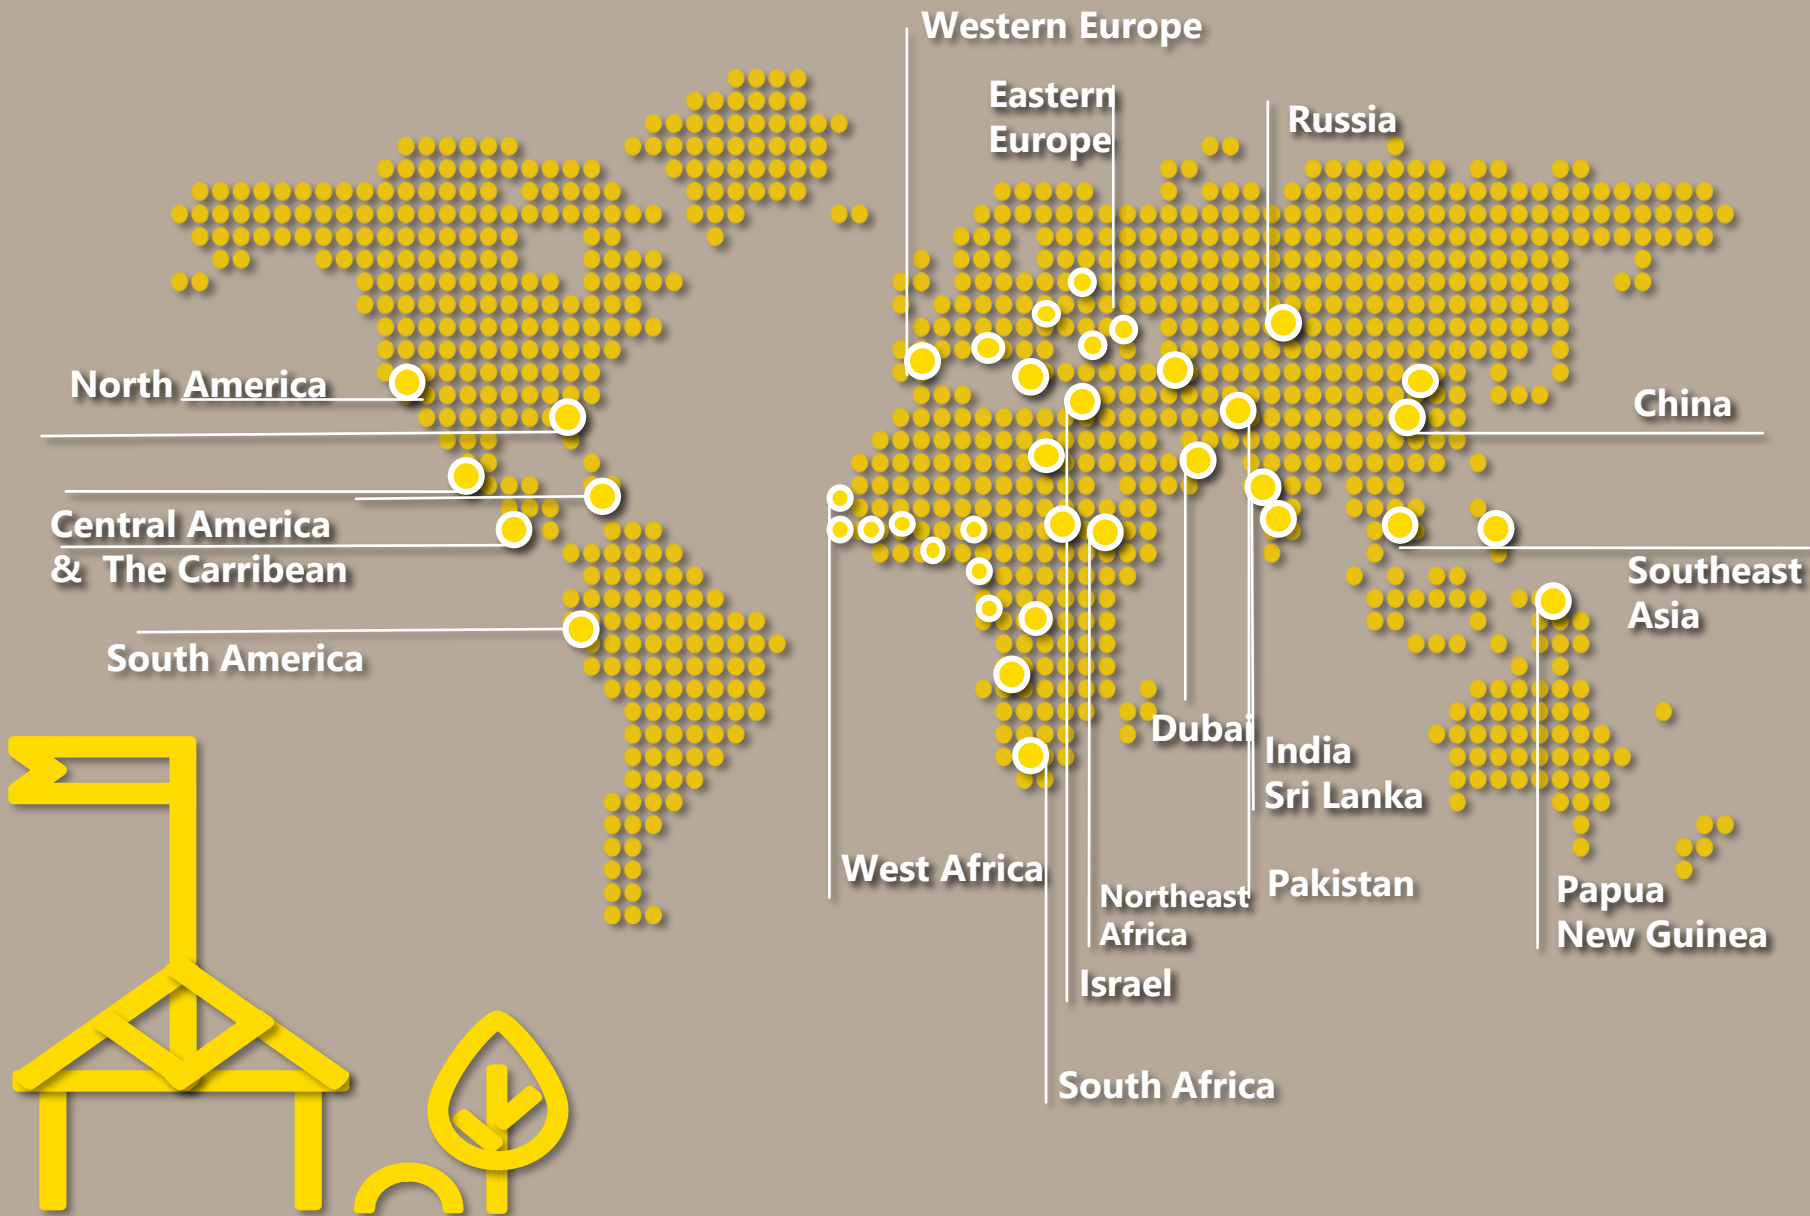 Western Europe
Eastern
Europe
Russia
North America
China
Central America
& The Carribean
Southeast
Asia
South America
Dubai
India
Sri Lanka
West Africa
Pakistan
Northeast
Africa
Papua
New Guinea
Israel
South Africa